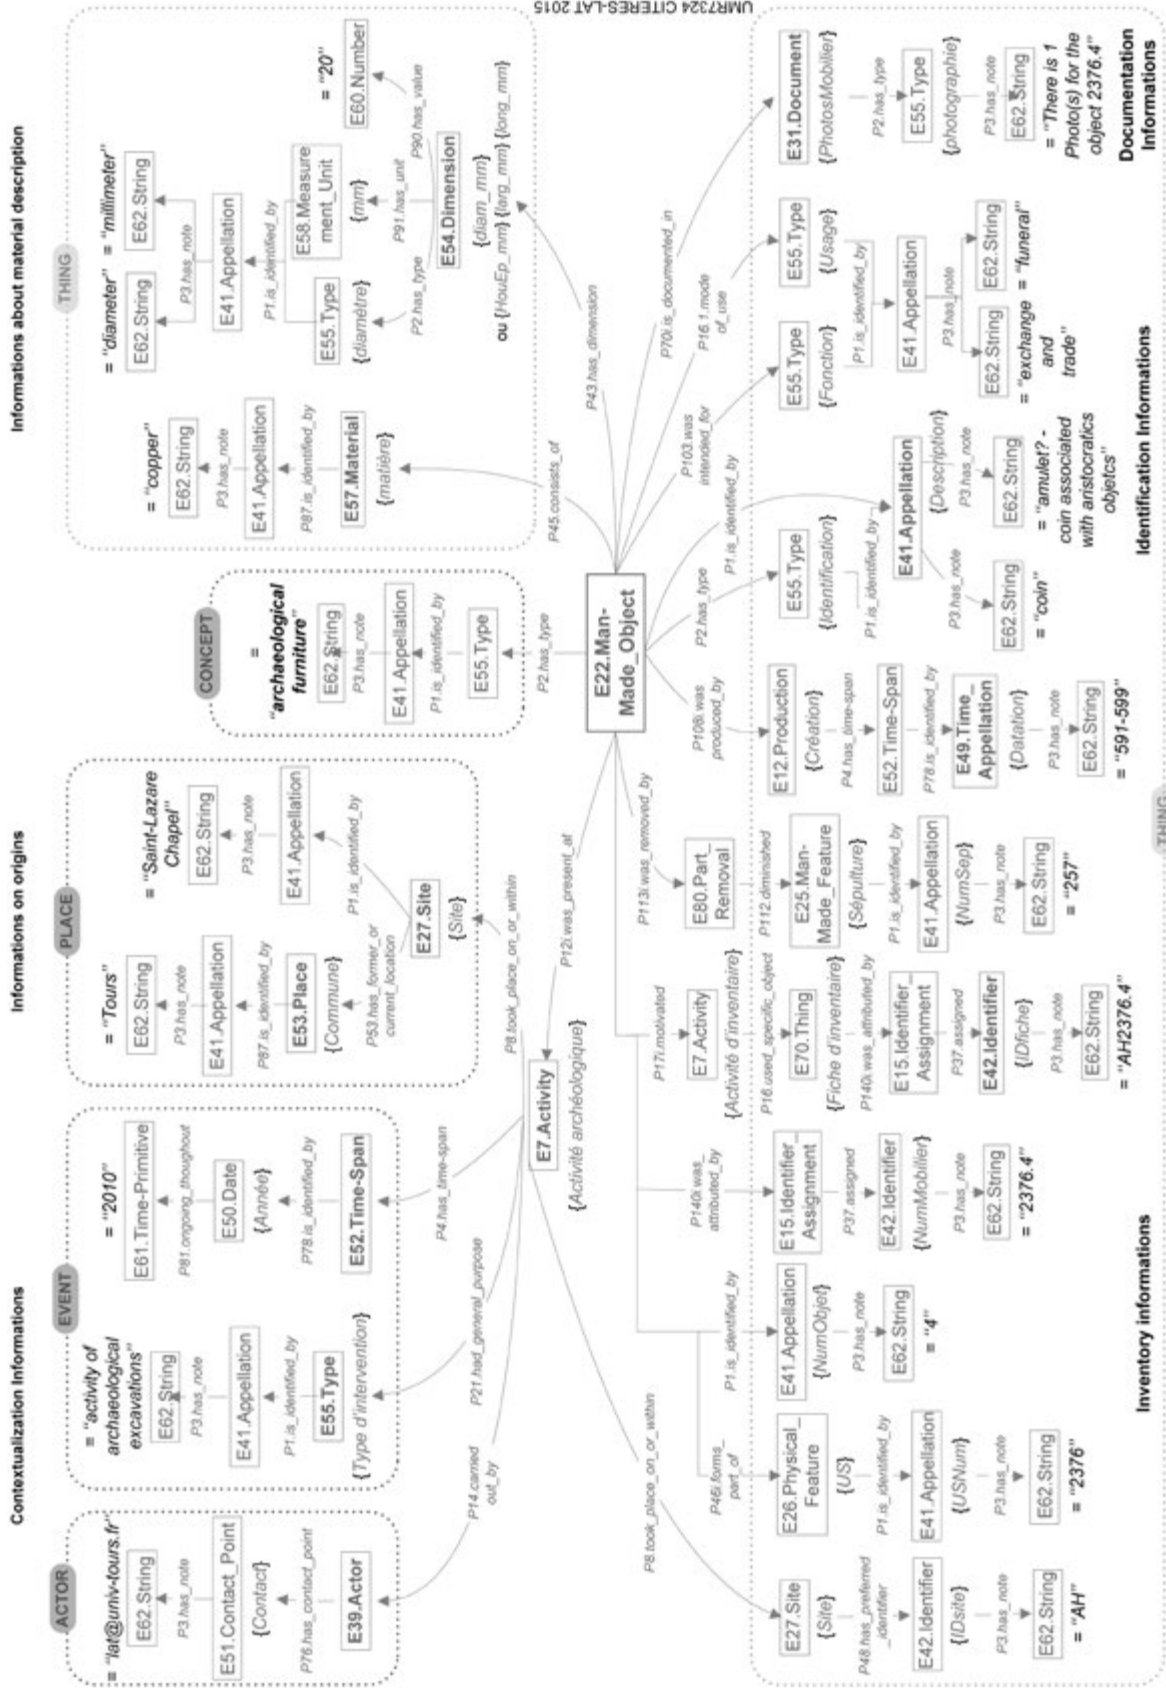 Contextualization Informations
Informations on origins
Informations about material description
ACTOR
= "lat@univ-tours.fr"
E62.String
P3.has_note
E51.Contact_Point
{Contact}
P76.has_contact_point
E39.Actor
EVENT
= "activity of
archaeological
excavations"
E62.String
P3.has_note
E41.Appellation
P1.is_identified_by
E55.Type
{Type d'intervention}
= "2010"
E61.Time-Primitive
P81.ongoing_thoughout
E50.Date
{Année}
P78.is_identified_by
E52.Time-Span
PLACE
= "Tours"
E62.String
P3.has_note
E41.Appellation
P87.is_identified_by
E53.Place
{Commune}
P53.has_former_or
current_location
= "Saint-Lazare
Chapel"
E62.String
P3.has_note
E41.Appellation
P1.is_identified_by
E27.Site
{Site}
CONCEPT
=
"archaeological
furniture"
E62.String
P3.has_note
E41.Appellation
P1.is_identified_by
E55.Type
P2.has_type
THING
= "copper"
E62.String
P3.has_note
E41.Appellation
P87.is_identified_by
E57.Material
{matière}
P45.consists_of
= "diameter"
= "millimeter"
E62.String
E62.String
P3.has_note
E41.Appellation
P1.is_identified_by
E55.Type
{diamètre}
E58.Measure
ment_Unit
{mm}
= "20"
E60.Number
P2.has_type
P91.has_unit
P90.has_value
E54.Dimension
{diam_mm}
ou {HouEp_mm} {larg_mm} {long_mm}
P43.has_dimension
P14.carried
out_by
P21.had_general_purpose
P4.has_time-span
P8.took_place_on_or_within
P12i.was_present_at
E7.Activity
{Activité archéologique}
E22.Man-
Made_Object
P8.took_place_on_or_within
E27.Site
{Site}
P48.has_preferred
_identifier
E42.Identifier
{IDsite}
P3.has_note
E62.String
= "AH"
P46i.forms_
part_of
E26.Physical_
Feature
{US}
P1.is_identified_by
E41.Appellation
{USNum}
P3.has_note
E62.String
= "2376"
P1.is_identified_by
E41.Appellation
{NumObjet}
P3.has_note
E62.String
= "4"
P140i.was_
attributed_by
E15.Identifier_
Assignment
P37.assigned
E42.Identifier
{NumMobilier}
P3.has_note
E62.String
= "2376.4"
P17i.motivated
E7.Activity
{Activité d'inventaire}
P16.used_specific_object
E70.Thing
{Fiche d'inventaire}
P140i.was_attributed_by
E15.Identifier_
Assignment
P37.assigned
E42.Identifier
{IDfiche}
P3.has_note
E62.String
= "AH2376.4"
P113i.was_removed_by
E80.Part_
Removal
P112.diminished
E25.Man-
Made_Feature
{Sépulture}
P1.is_identified_by
E41.Appellation
{NumSep}
P3.has_note
E62.String
= "257"
P108i.was
produced_by
E12.Production
{Création}
P4.has_time-span
E52.Time-Span
P78.is_identified_by
E49.Time_
Appellation
{Datation}
P3.has_note
E62.String
= "591-599"
P2.has_type
E55.Type
{Identification}
P1.is_identified_by
P1.is_identified_by
E41.Appellation
{Description}
P3.has_note
P3.has_note
E62.String
= "coin"
E62.String
= "amulet? -
coin associated
with aristocratics
objetcs"
P103.was
intended_for
E55.Type
{Fonction}
P16.1.mode
of_use
E55.Type
{Usage}
P1.is_identified_by
E41.Appellation
P3.has_note
E62.String
= "exchange
and
trade"
E62.String
= "funeral"
P70i.is_documented_in
E31.Document
{PhotosMobilier}
P2.has_type
E55.Type
{photographie}
P3.has_note
E62.String
= "There is 1
Photo(s) for the
object 2376.4"
Inventory informations
Identification Informations
Documentation
Informations
THING
UMR7324 CITERES-LAT 2015